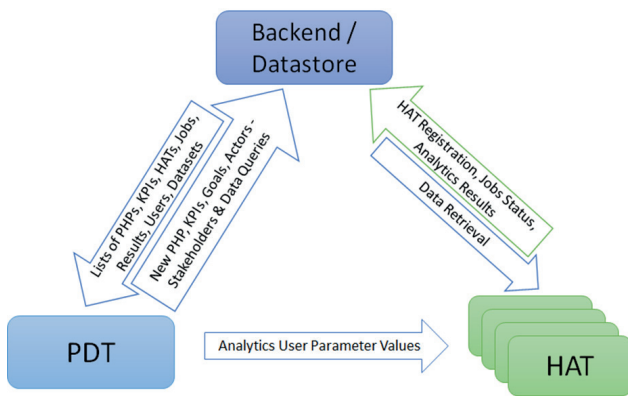 Backend /
Datastore
Lists of PHPs, KPIs, HATs, Jobs,
Results, Users, Datasets
New PHP, KPIs, Goals, Actors -
Stakeholders & Data Queries
HAT Registration, Jobs Status,
Analytics Results
Data Retrieval
PDT
Analytics User Parameter Values
HAT